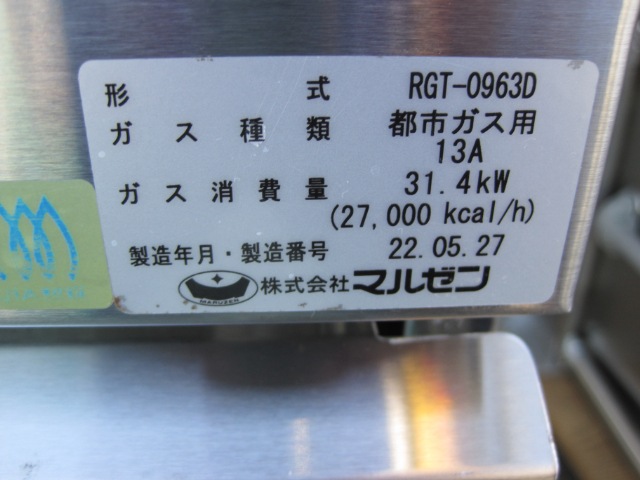 形式 RGT-0963D
ガス種類 都市ガス用
13A
ガス消費量 31.4kW
(27,000 kcal/h)
製造年月・製造番号 22.05.27
MARUZEN 株式会社マルゼン